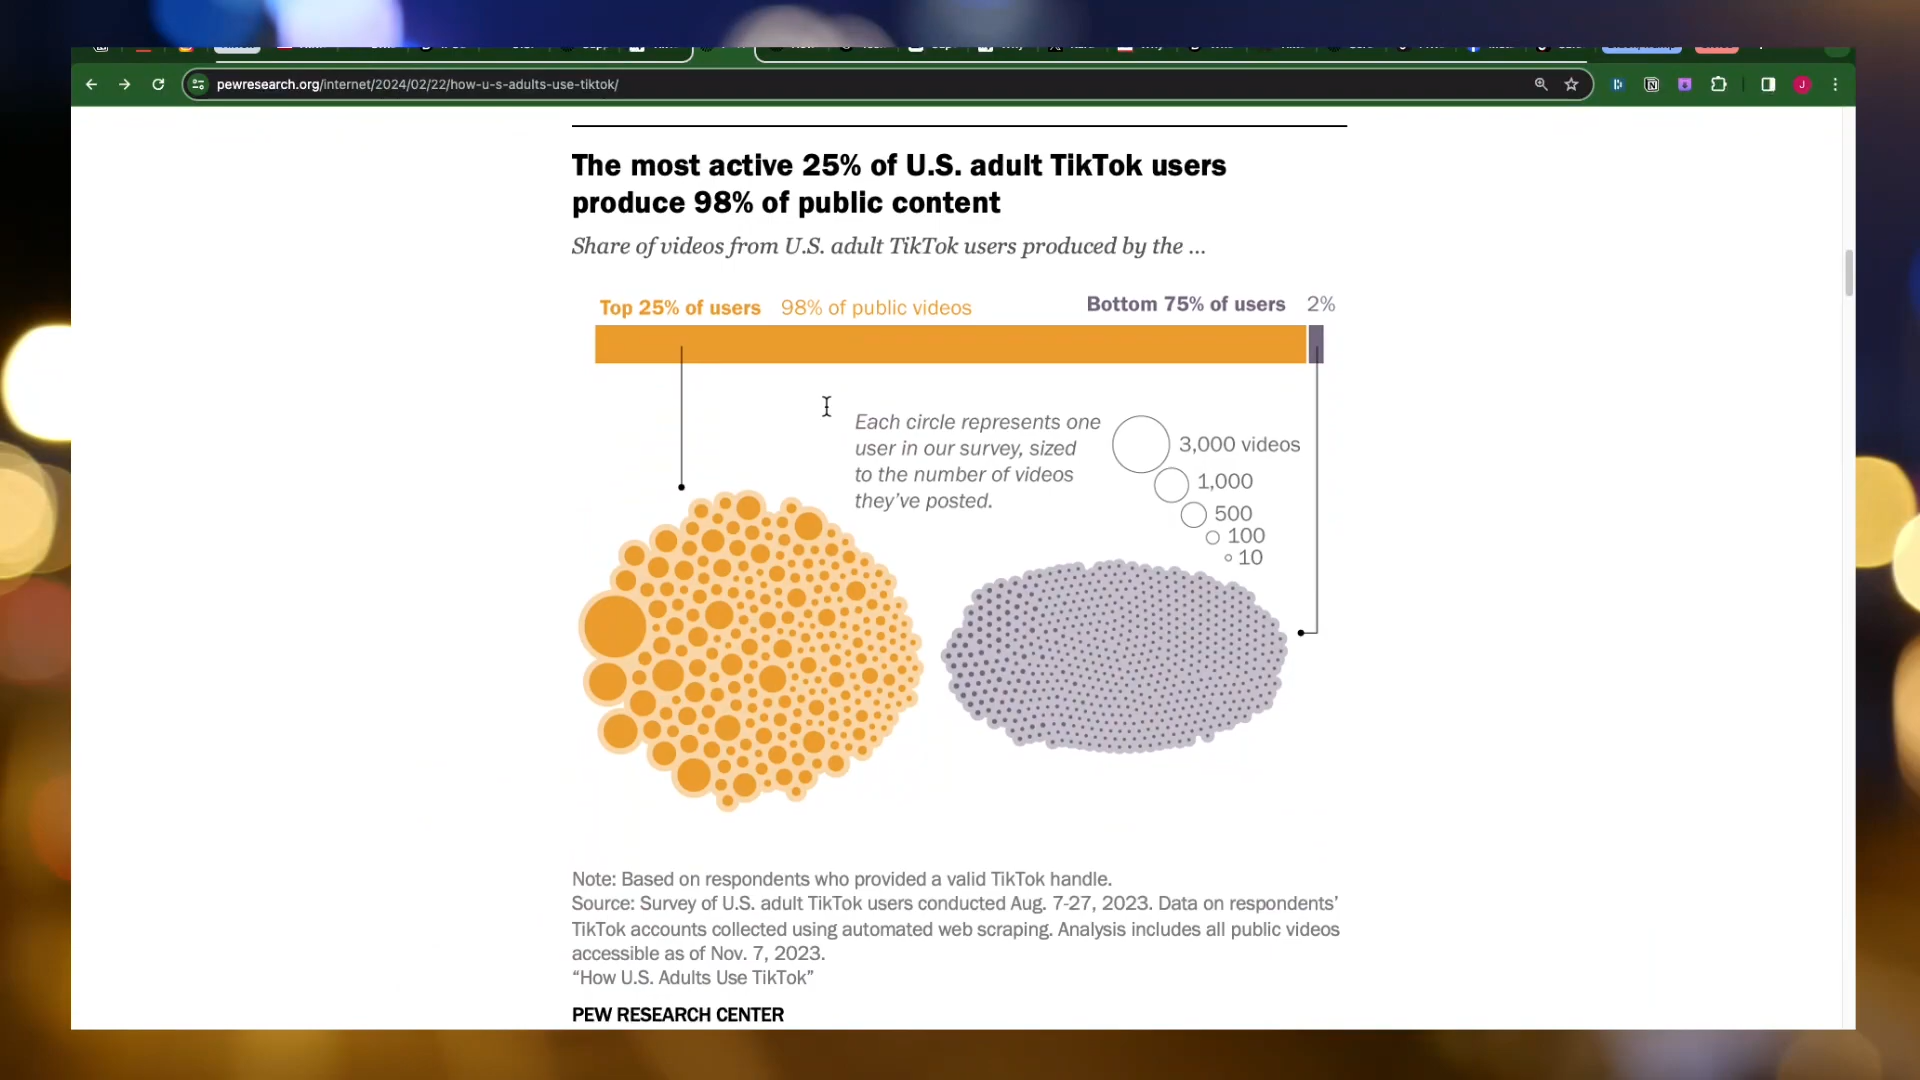 pewresearch.org/internet/2024/02/22/how-u-s-adults-use-tiktok/
J
The most active 25% of U.S. adult TikTok users
produce 98% of public content
Share of videos from U.S. adult TikTok users produced by the ...
Top 25% of users 98% of public videos
Bottom 75% of users 2%
Each circle represents one
user in our survey, sized
to the number of videos
they've posted.
3,000 videos
1,000
500
100
10
Note: Based on respondents who provided a valid TikTok handle.
Source: Survey of U.S. adult TikTok users conducted Aug. 7-27, 2023. Data on respondents'
TikTok accounts collected using automated web scraping. Analysis includes all public videos
accessible as of Nov. 7, 2023.
“How U.S. Adults Use TikTok”
PEW RESEARCH CENTER